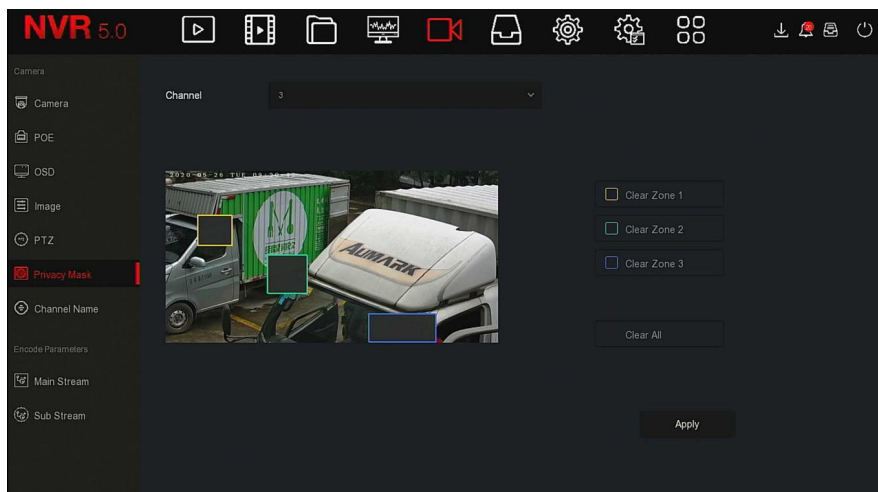 NVR 5.0
Camera
Camera
POE
OSD
Image
PTZ
Privacy Mask
Channel Name
Encode Parameters
Main Stream
Sub Stream
Channel
3
AUMARK
Clear Zone 1
Clear Zone 2
Clear Zone 3
Clear All
Apply